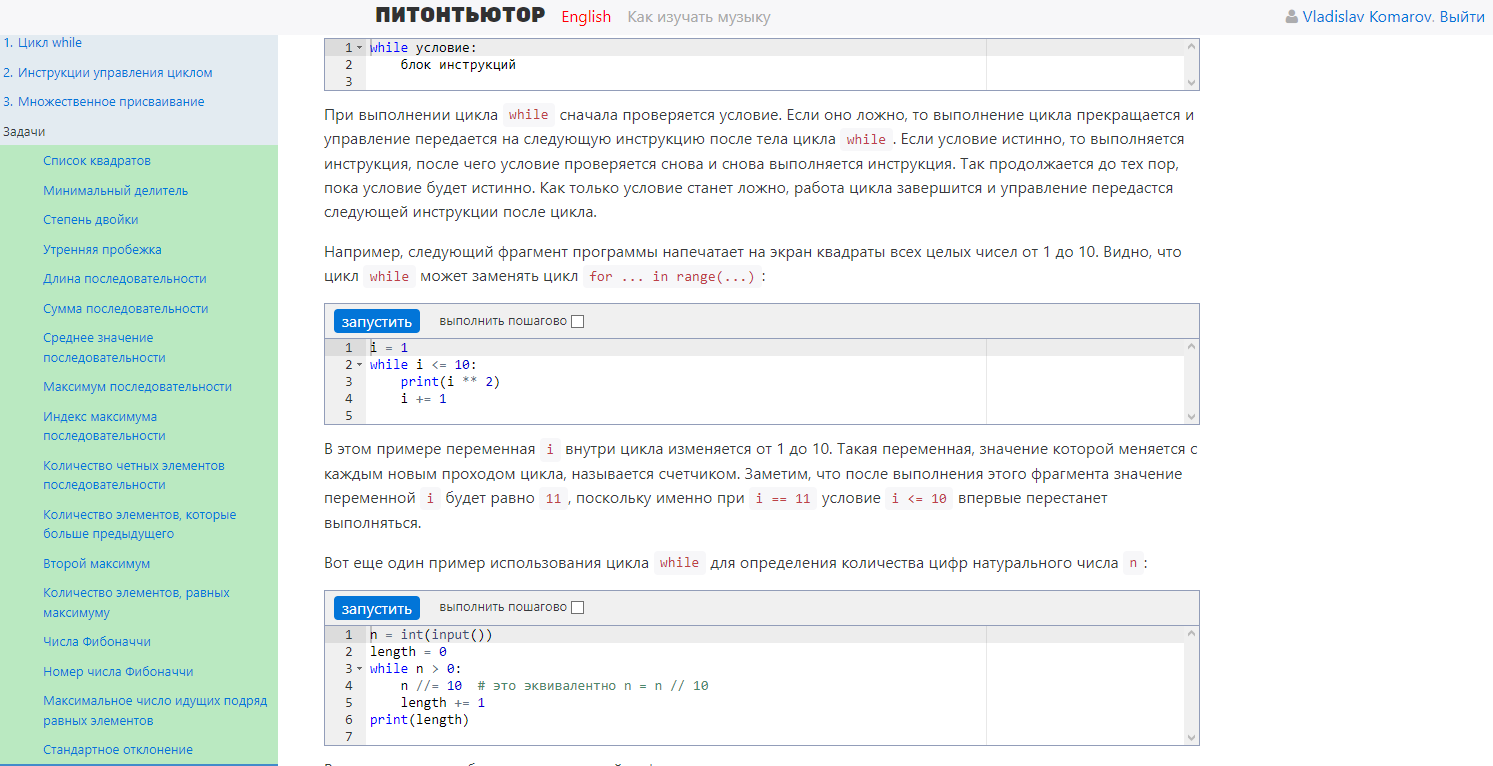 ПИТОНТЬЮТОР English Как изучать музыку Vladislav Komarov. Выйти
1. Цикл while
2. Инструкции управления циклом
3. Множественное присваивание
Задачи
Список квадратов
Минимальный делитель
Степень двойки
Утренняя пробежка
Длина последовательности
Сумма последовательности
Среднее значение
последовательности
Максимум последовательности
Индекс максимума
последовательности
Количество четных элементов
последовательности
Количество элементов, которые
больше предыдущего
Второй максимум
Количество элементов, равных
максимуму
Числа Фибоначчи
Номер числа Фибоначчи
Максимальное число идущих подряд
равных элементов
Стандартное отклонение
1 while условие:
2     блок инструкций
3
При выполнении цикла while сначала проверяется условие. Если оно ложно, то выполнение цикла прекращается и
управление передается на следующую инструкцию после тела цикла while. Если условие истинно, то выполняется
инструкция, после чего условие проверяется снова и снова выполняется инструкция. Так продолжается до тех пор,
пока условие будет истинно. Как только условие станет ложно, работа цикла завершится и управление передастся
следующей инструкции после цикла.
Например, следующий фрагмент программы напечатает на экран квадраты всех целых чисел от 1 до 10. Видно, что
цикл while может заменять цикл for ... in range(...):
запустить выполнить пошагово
1 i = 1
2 while i <= 10:
3     print(i ** 2)
4     i += 1
5
В этом примере переменная i внутри цикла изменяется от 1 до 10. Такая переменная, значение которой меняется с
каждым новым проходом цикла, называется счетчиком. Заметим, что после выполнения этого фрагмента значение
переменной i будет равно 11, поскольку именно при i == 11 условие i <= 10 впервые перестанет
выполняться.
Вот еще один пример использования цикла while для определения количества цифр натурального числа n:
запустить выполнить пошагово
1 n = int(input())
2 length = 0
3 while n > 0:
4     n //= 10  # это эквивалентно n = n // 10
5     length += 1
6 print(length)
7